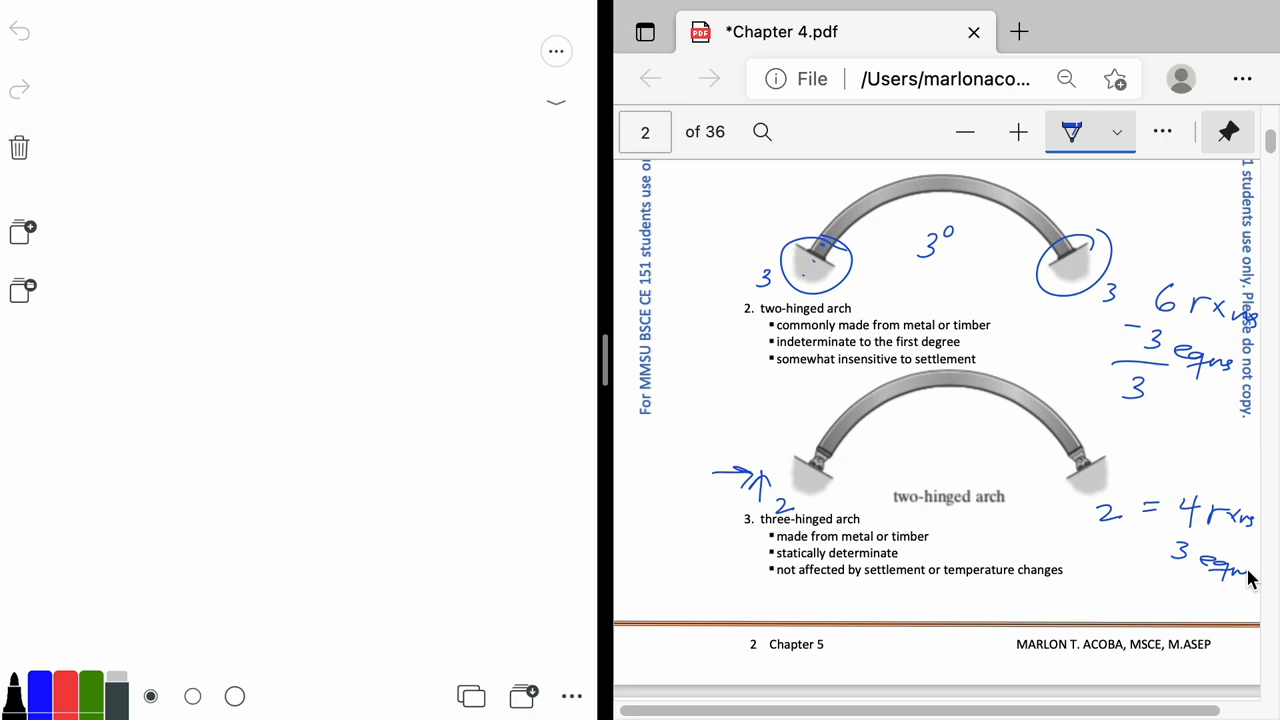 *Chapter 4.pdf
File
/Users/marlonaco...
2
of 36
For MMSU BSCE CE 151 students use o
1 students use only. Please do not copy.
3⁰
3
3
6 rxns
-3 eqns
3
2. two-hinged arch
▪ commonly made from metal or timber
▪ indeterminate to the first degree
▪ somewhat insensitive to settlement
2
two-hinged arch
2 = 4 rxns
3 eqns
3. three-hinged arch
▪ made from metal or timber
▪ statically determinate
▪ not affected by settlement or temperature changes
2 Chapter 5
MARLON T. ACOBA, MSCE, M.ASEP